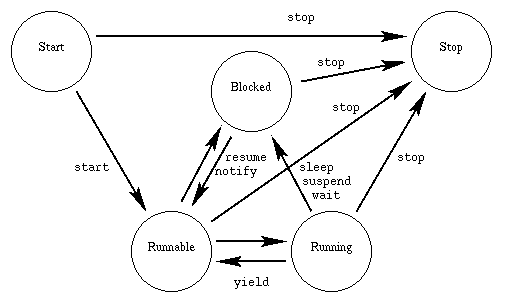 stop
Start
Stop
stop
Blocked
stop
resume
notify
start
sleep
suspend
wait
stop
Runnable
Running
yield